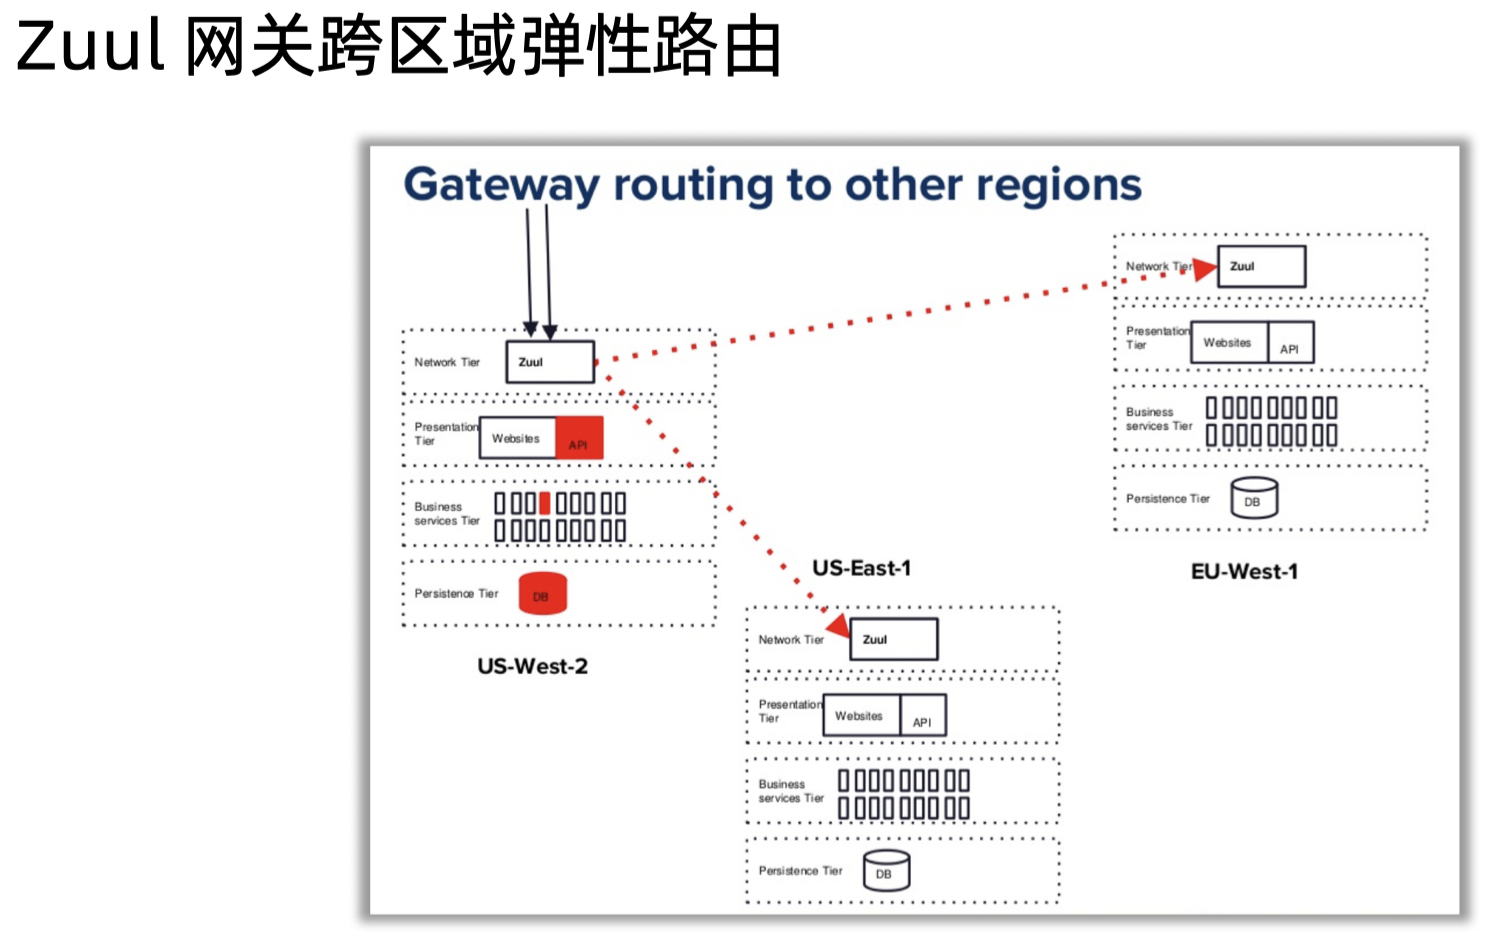 Zuul 网关跨区域弹性路由
Gateway routing to other regions
Network Tier
Zuul
Presentation
Tier
Websites
API
Business
services Tier
Persistence Tier
DB
US-West-2
US-East-1
Network Tier
Zuul
Presentation
Tier
Websites
API
Business
services Tier
Persistence Tier
DB
Network Tier
Zuul
Presentation
Tier
Websites
API
Business
services Tier
Persistence Tier
DB
EU-West-1